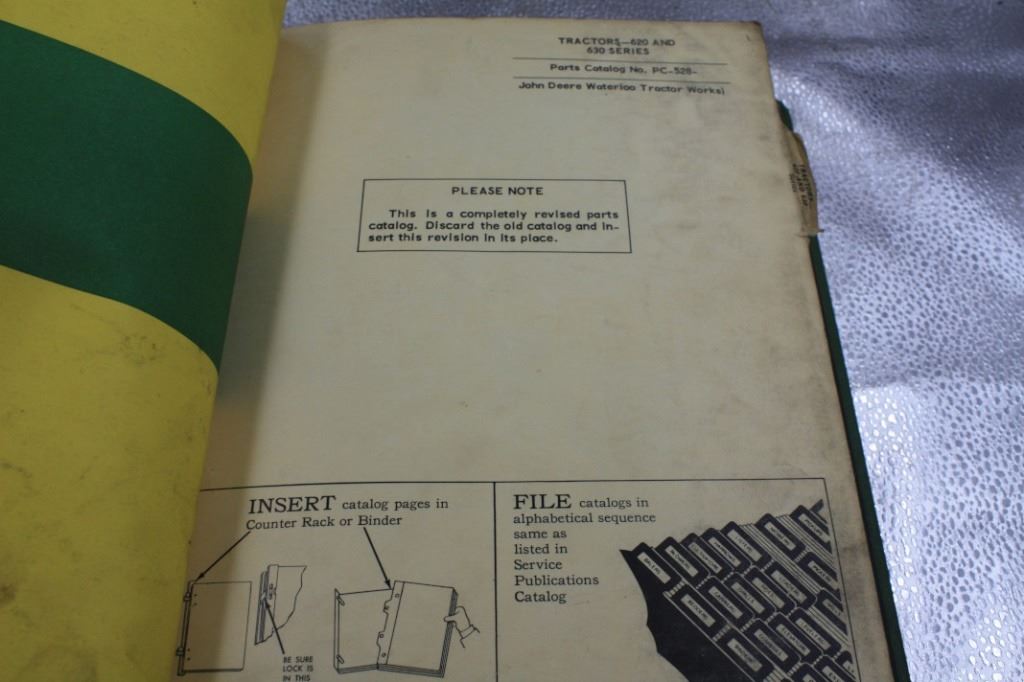 TRACTORS—620 AND
630 SERIES
Parts Catalog No. PC-528-
(John Deere Waterloo Tractor Works)
PLEASE NOTE
This is a completely revised parts
catalog. Discard the old catalog and in-
sert this revision in its place.
INSERT catalog pages in
Counter Rack or Binder
BE SURE
LOCK IS
IN THIS
FILE catalogs in
alphabetical sequence
same as
listed in
Service
Publications
Catalog